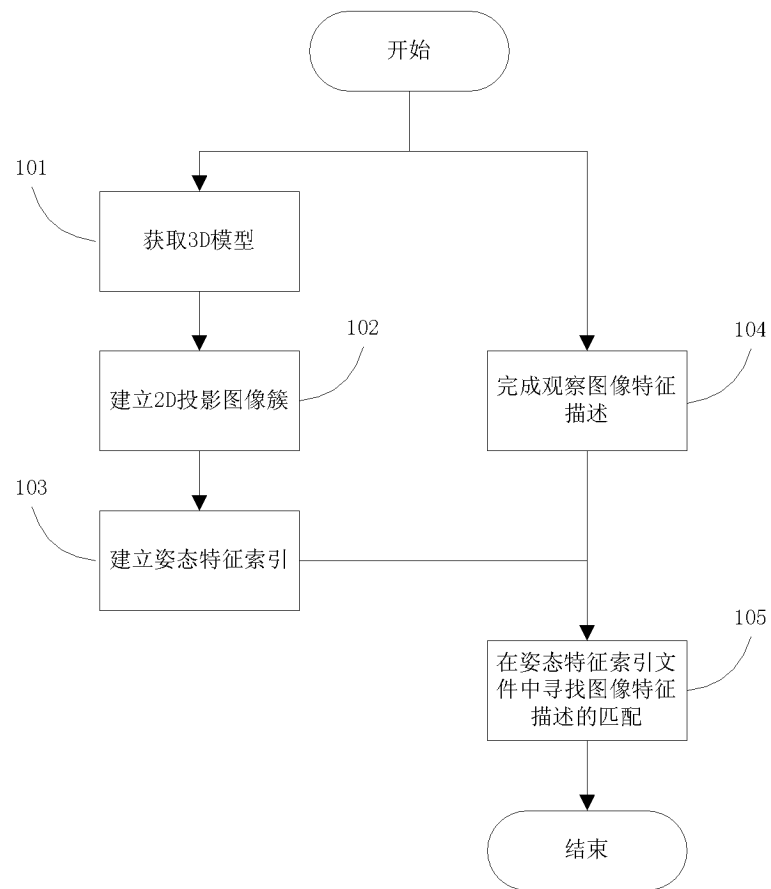 开始
101
获取3D模型
102
建立2D投影图像簇
104
完成观察图像特征
描述
103
建立姿态特征索引
105
在姿态特征索引文
件中寻找图像特征
描述的匹配
结束